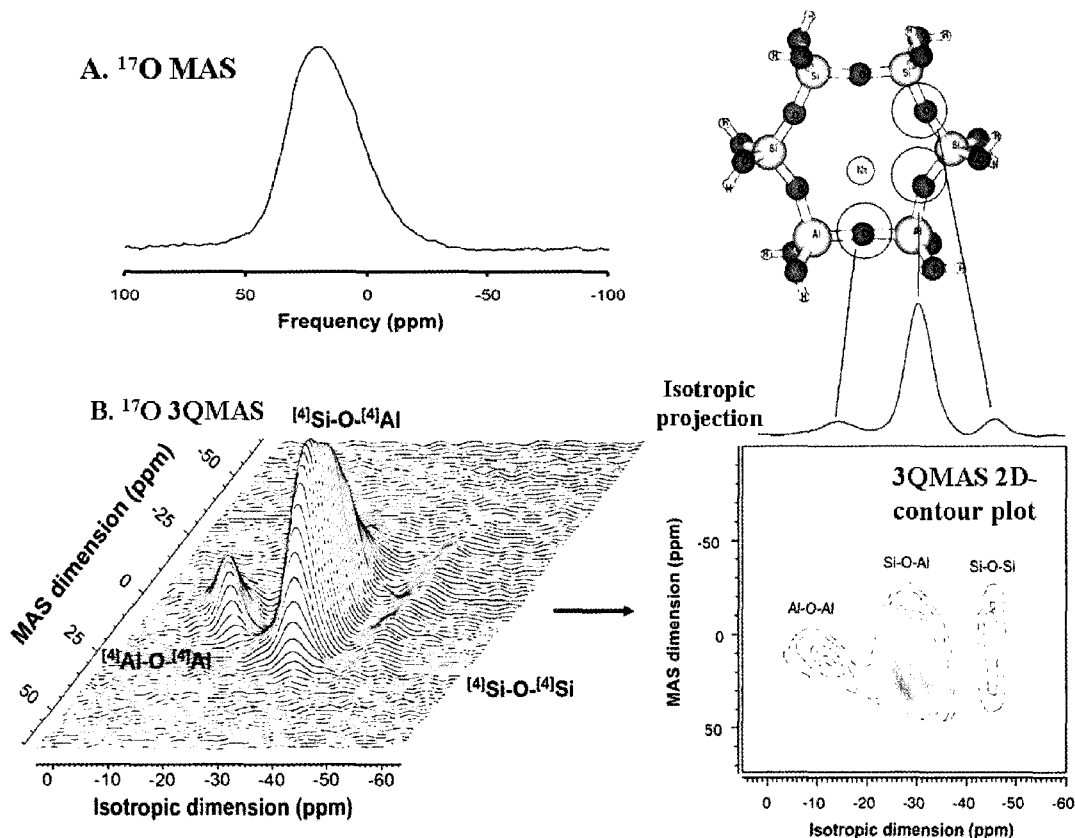 A. ¹⁷O MAS
100 50 0 -50 -100
Frequency (ppm)
Si
Si
Si
Si
Al
Al
H
H
H
H
H
H
H
Isotropic
projection
B. ¹⁷O 3QMAS
[4]Si-O-[4]Al
[4]Al-O-[4]Al
[4]Si-O-[4]Si
MAS dimension (ppm)
-50
-25
0
25
50
0 -10 -20 -30 -40 -50 -60
Isotropic dimension (ppm)
3QMAS 2D-
contour plot
Si-O-Al
Si-O-Si
Al-O-Al
MAS dimension (ppm)
-50
0
50
0 -10 -20 -30 -40 -50 -60
Isotropic dimension (ppm)